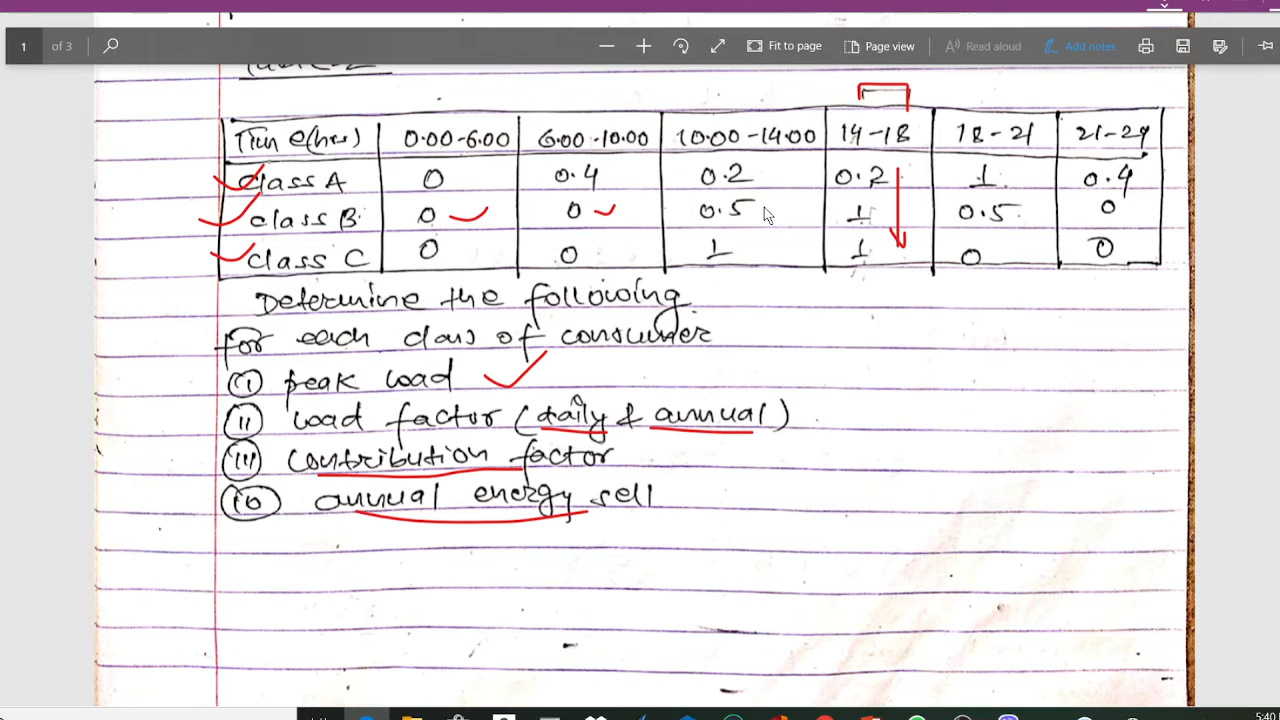 1 of 3 Fit to page Page view Read aloud Add notes
Time(hrs) 0.00-6.00 6.00-10.00 10.00-14.00 14-18 18-21 21-24
class A 0 0.4 0.2 0.2 1 0.4
class B 0 0 0.5 1 0.5 0
class C 0 0 1 1 0 0
Determine the following
for each class of consumer
(i) peak load
(ii) load factor (daily & annual)
(iii) contribution factor
(iv) annual energy sell
5:40